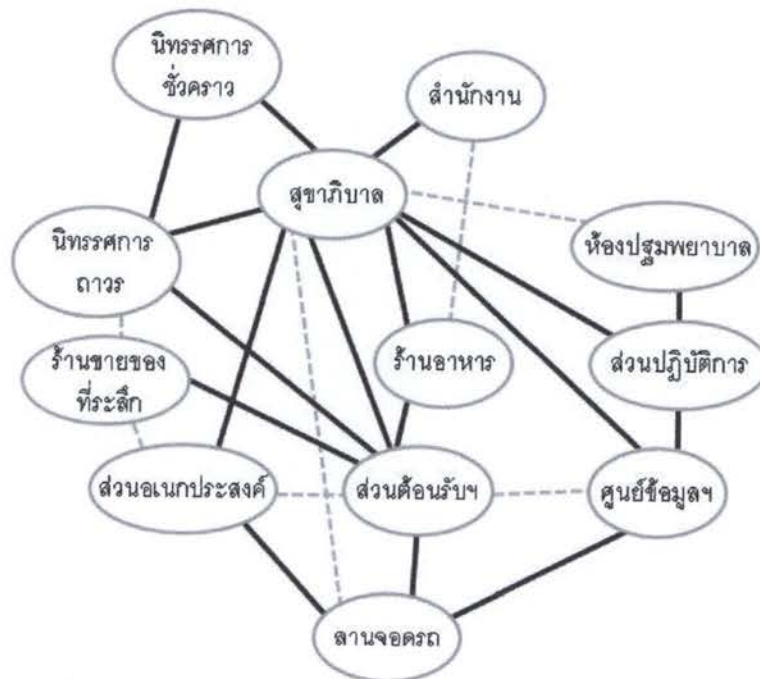 นิทรรศการ
ชั่วคราว
สำนักงาน
สุขาภิบาล
นิทรรศการ
ถาวร
ห้องปฐมพยาบาล
ร้านขายของ
ที่ระลึก
ร้านอาหาร
ส่วนปฏิบัติการ
ส่วนอเนกประสงค์
ส่วนต้อนรับฯ
ศูนย์ข้อมูลฯ
ลานจอดรถ